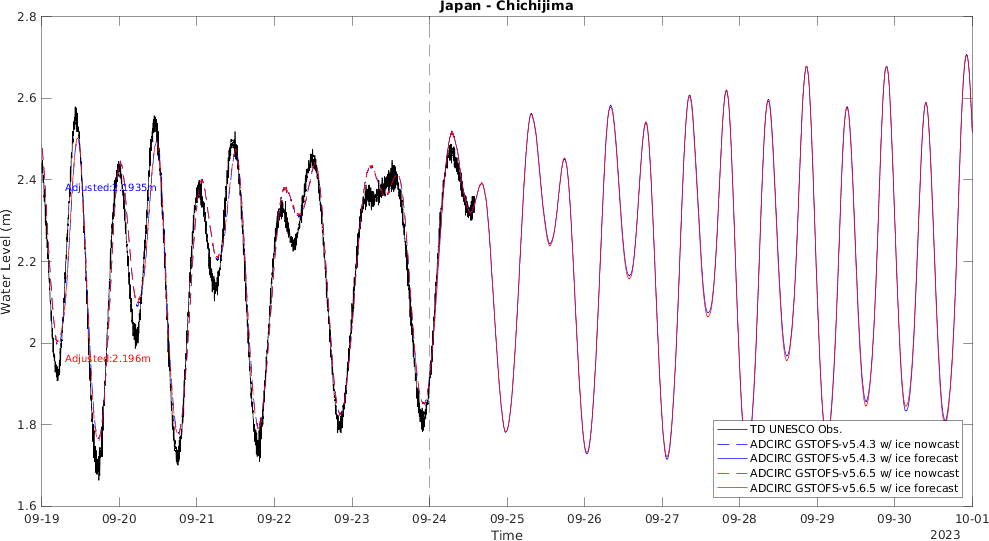 Japan - Chichijima
2.8
2.6
2.4
2.2
2
1.8
1.6
Water Level (m)
Adjusted:2.1935m
Adjusted:2.196m
TD UNESCO Obs.
ADCIRC GSTOFS-v5.4.3 w/ ice nowcast
ADCIRC GSTOFS-v5.4.3 w/ ice forecast
ADCIRC GSTOFS-v5.6.5 w/ ice nowcast
ADCIRC GSTOFS-v5.6.5 w/ ice forecast
09-19 09-20 09-21 09-22 09-23 09-24 09-25 09-26 09-27 09-28 09-29 09-30 10-01
Time
2023